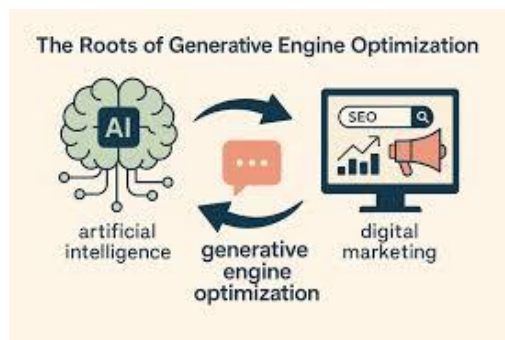 The Roots of Generative Engine Optimization
AI
SEO
artificial
intelligence
generative
engine
optimization
digital
marketing